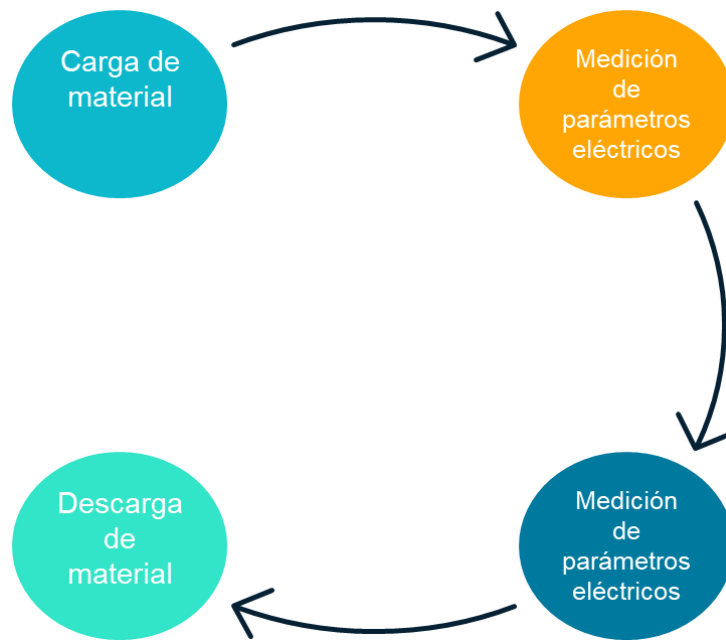 Carga de
material
Medición
de
parámetros
eléctricos
Medición
de
parámetros
eléctricos
Descarga
de
material